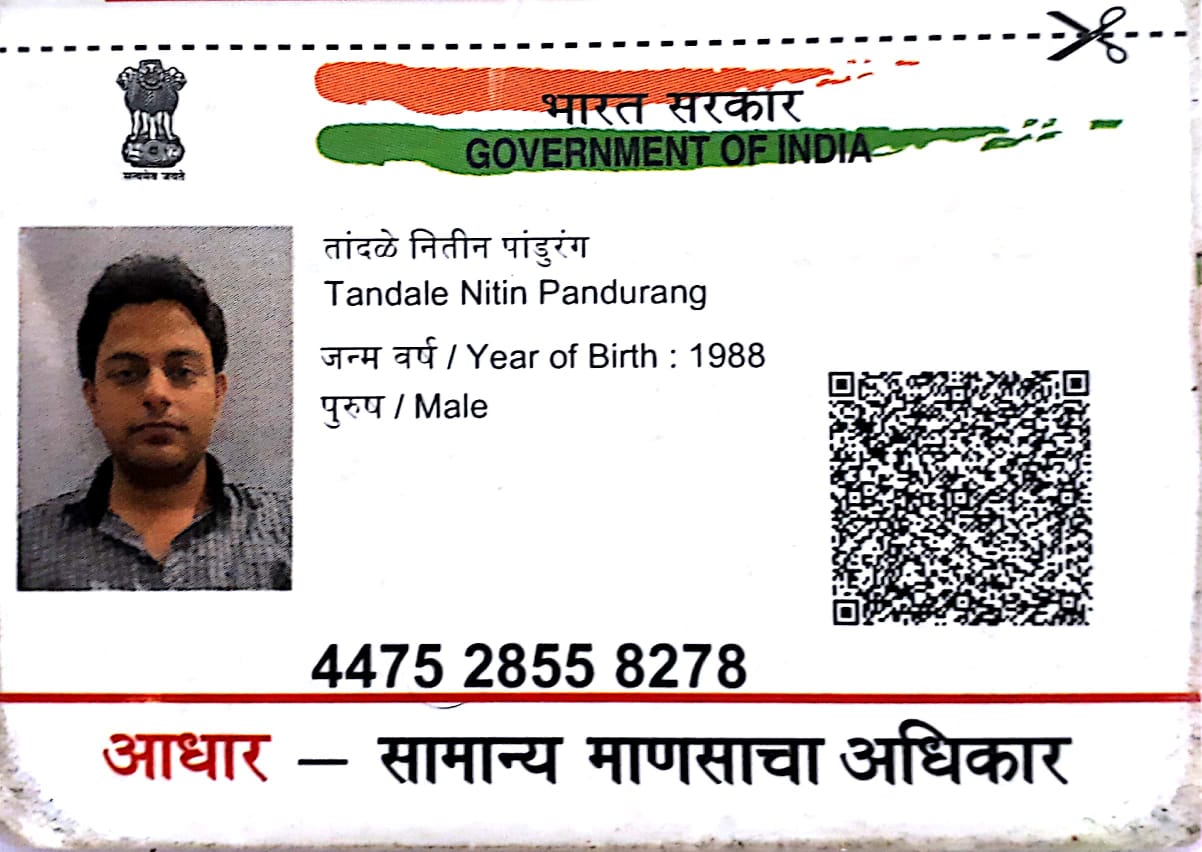 भारत सरकार
GOVERNMENT OF INDIA
सत्यमेव जयते
तांदळे नितीन पांडुरंग
Tandale Nitin Pandurang
जन्म वर्ष / Year of Birth : 1988
पुरुष / Male
4475 2855 8278
आधार — सामान्य माणसाचा अधिकार